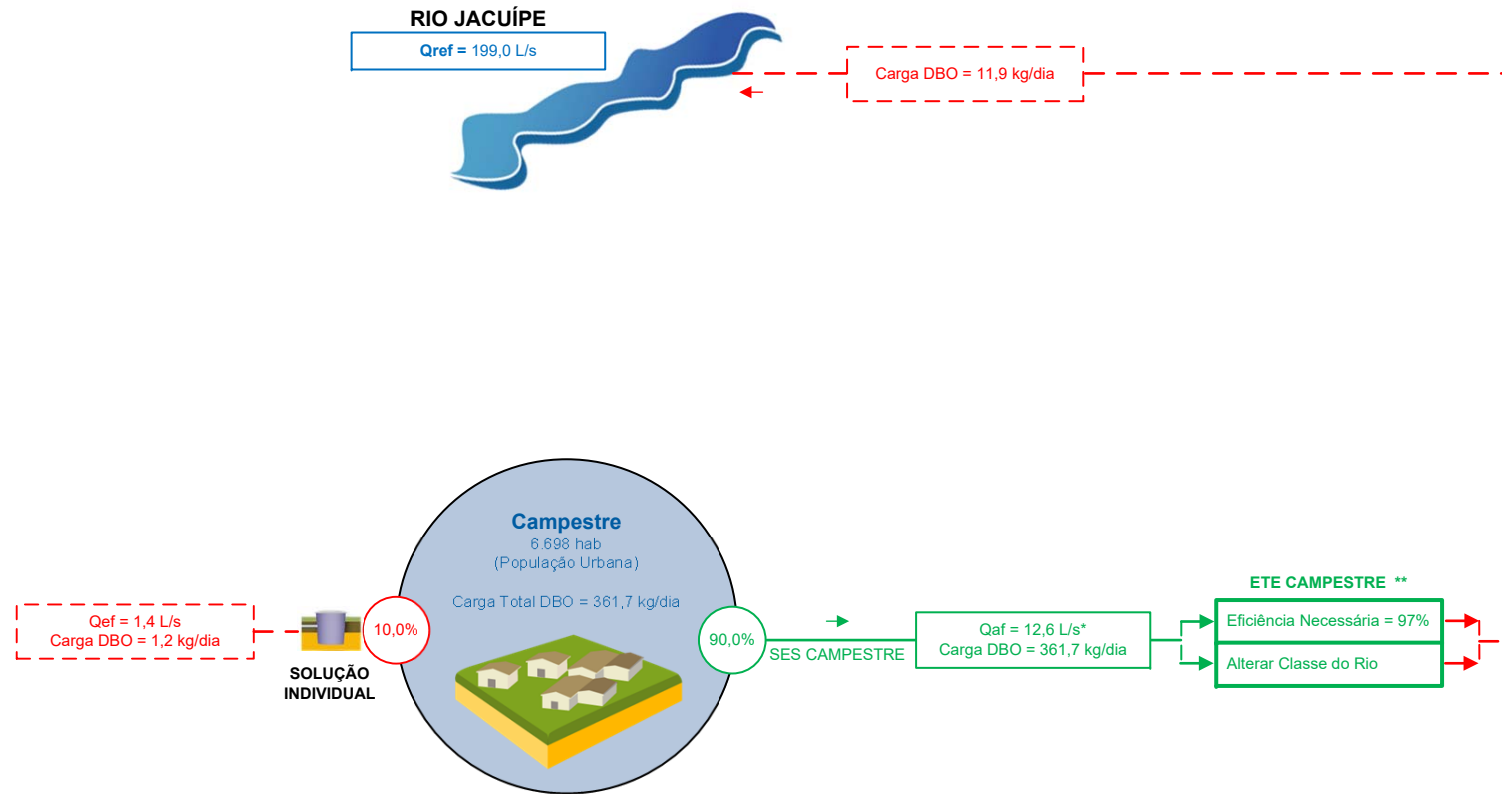 RIO JACUÍPE
Qref = 199,0 L/s
Carga DBO = 11,9 kg/dia
Campestre
6.698 hab
(População Urbana)
Carga Total DBO = 361,7 kg/dia
Qef = 1,4 L/s
Carga DBO = 1,2 kg/dia
10,0%
SOLUÇÃO
INDIVIDUAL
90,0%
SES CAMPESTRE
Qaf = 12,6 L/s*
Carga DBO = 361,7 kg/dia
ETE CAMPESTRE **
Eficiência Necessária = 97%
Alterar Classe do Rio